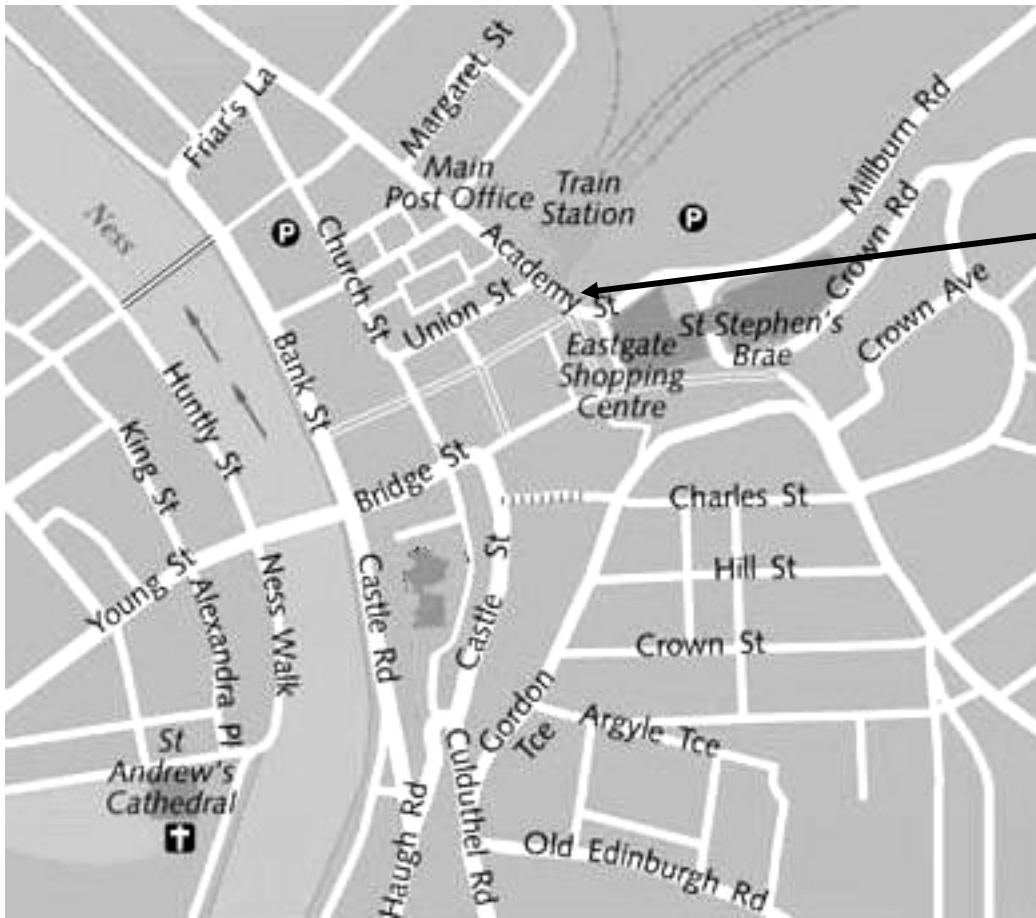 Friar's La
Margaret St
Main
Post Office
Train
Station
P
Millburn Rd
Crown Rd
Crown Ave
Ness
P
Church St
Academy St
Union St
Eastgate
Shopping
Centre
St Stephen's
Brae
Bank St
Huntly St
King St
Bridge St
Charles St
Hill St
Crown St
Young St
Alexandra Pl
Ness Walk
Castle Rd
Castle St
Gordon
Tce
Argyle Tce
St
Andrew's
Cathedral
Haugh Rd
Culduthel Rd
Old Edinburgh Rd